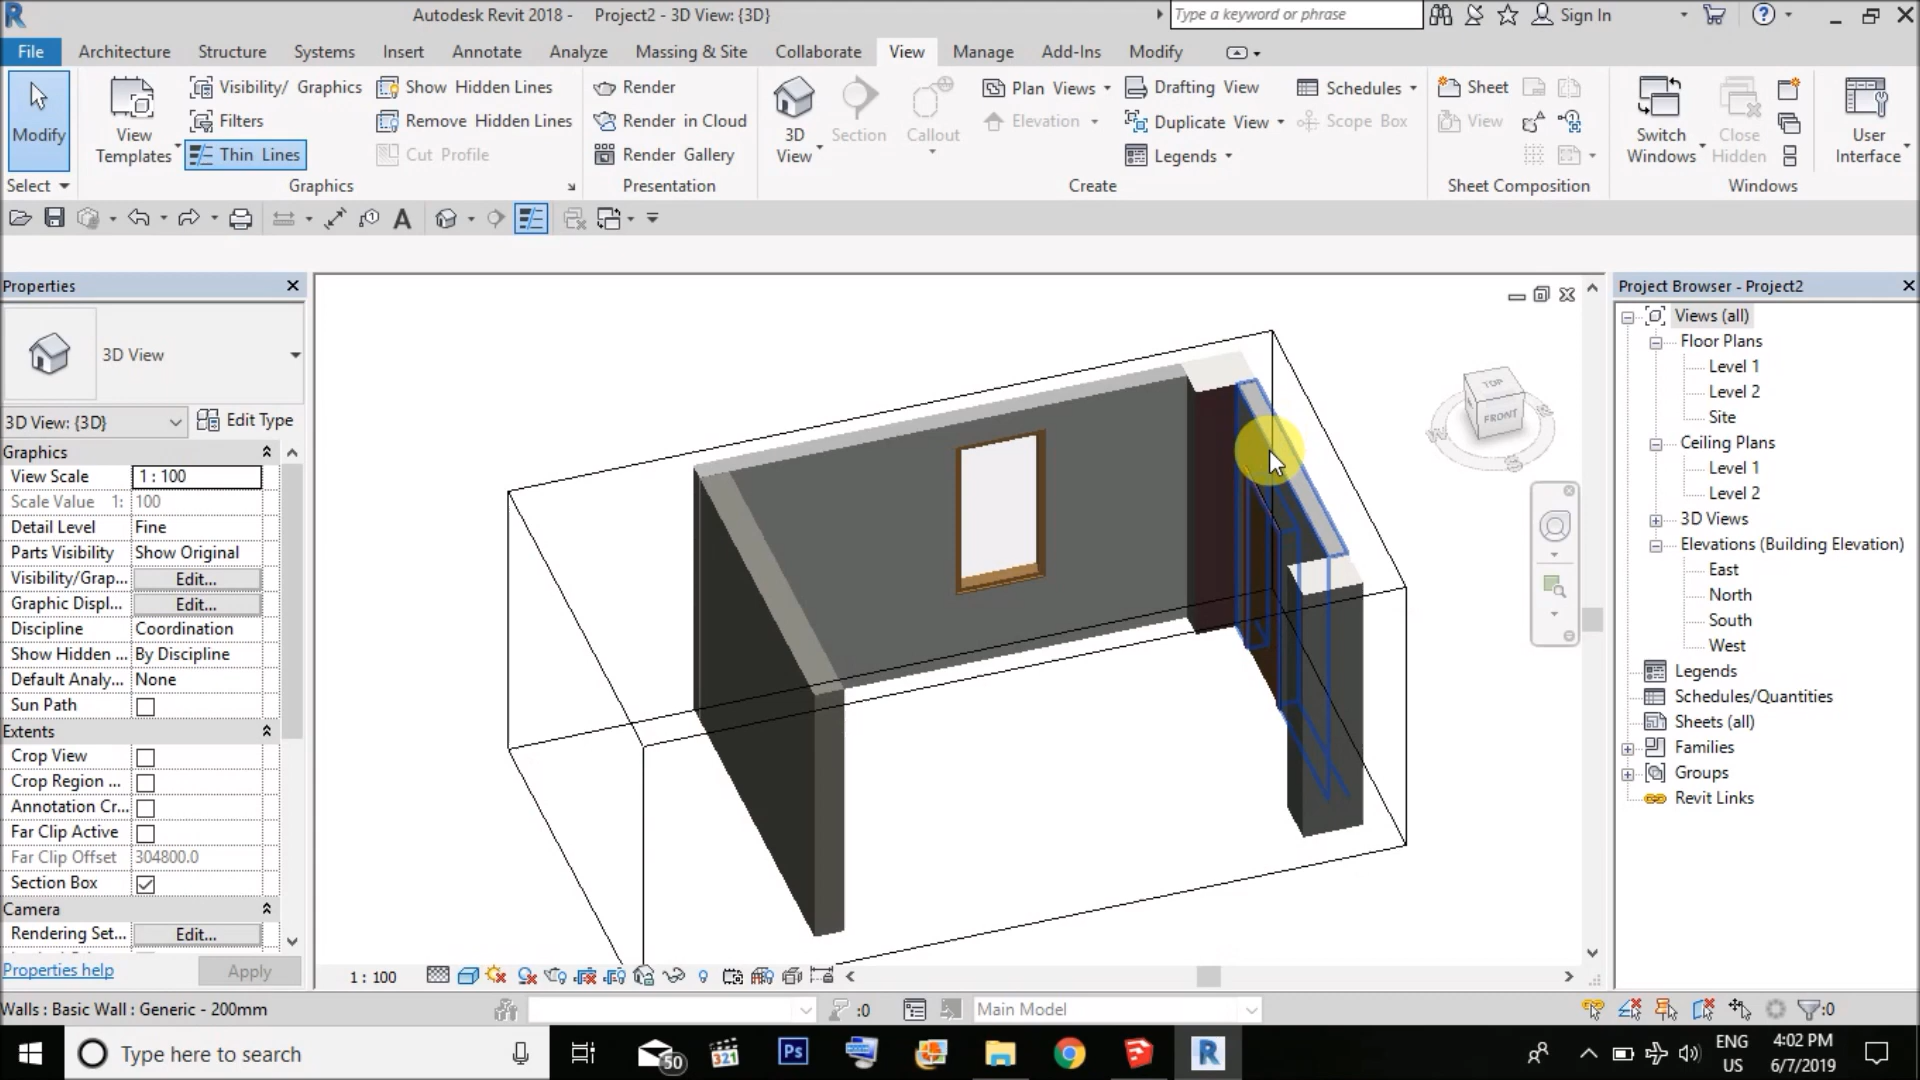 Autodesk Revit 2018 - Project2 - 3D View: {3D}
Type a keyword or phrase
Sign In
File Architecture Structure Systems Insert Annotate Analyze Massing & Site Collaborate View Manage Add-Ins Modify
Modify
Select
View Templates
Visibility/ Graphics
Filters
Thin Lines
Show Hidden Lines
Remove Hidden Lines
Cut Profile
Graphics
Render
Render in Cloud
Render Gallery
Presentation
3D View
Section
Callout
Plan Views
Elevation
Drafting View
Duplicate View
Legends
Schedules
Scope Box
Create
Sheet
View
Sheet Composition
Switch Windows
Close Hidden
User Interface
Windows
Properties
3D View
3D View: {3D}
Edit Type
Graphics
View Scale 1 : 100
Scale Value 1: 100
Detail Level Fine
Parts Visibility Show Original
Visibility/Grap... Edit...
Graphic Displ... Edit...
Discipline Coordination
Show Hidden ... By Discipline
Default Analy... None
Sun Path
Extents
Crop View
Crop Region ...
Annotation Cr...
Far Clip Active
Far Clip Offset 304800.0
Section Box
Camera
Rendering Set... Edit...
Properties help
Apply
TOP
FRONT
W
S
1 : 100
Project Browser - Project2
Views (all)
Floor Plans
Level 1
Level 2
Site
Ceiling Plans
Level 1
Level 2
3D Views
Elevations (Building Elevation)
East
North
South
West
Legends
Schedules/Quantities
Sheets (all)
Families
Groups
Revit Links
Walls : Basic Wall : Generic - 200mm
:0
Main Model
:0
Type here to search
50
321
Ps
R
ENG
US
4:02 PM
6/7/2019